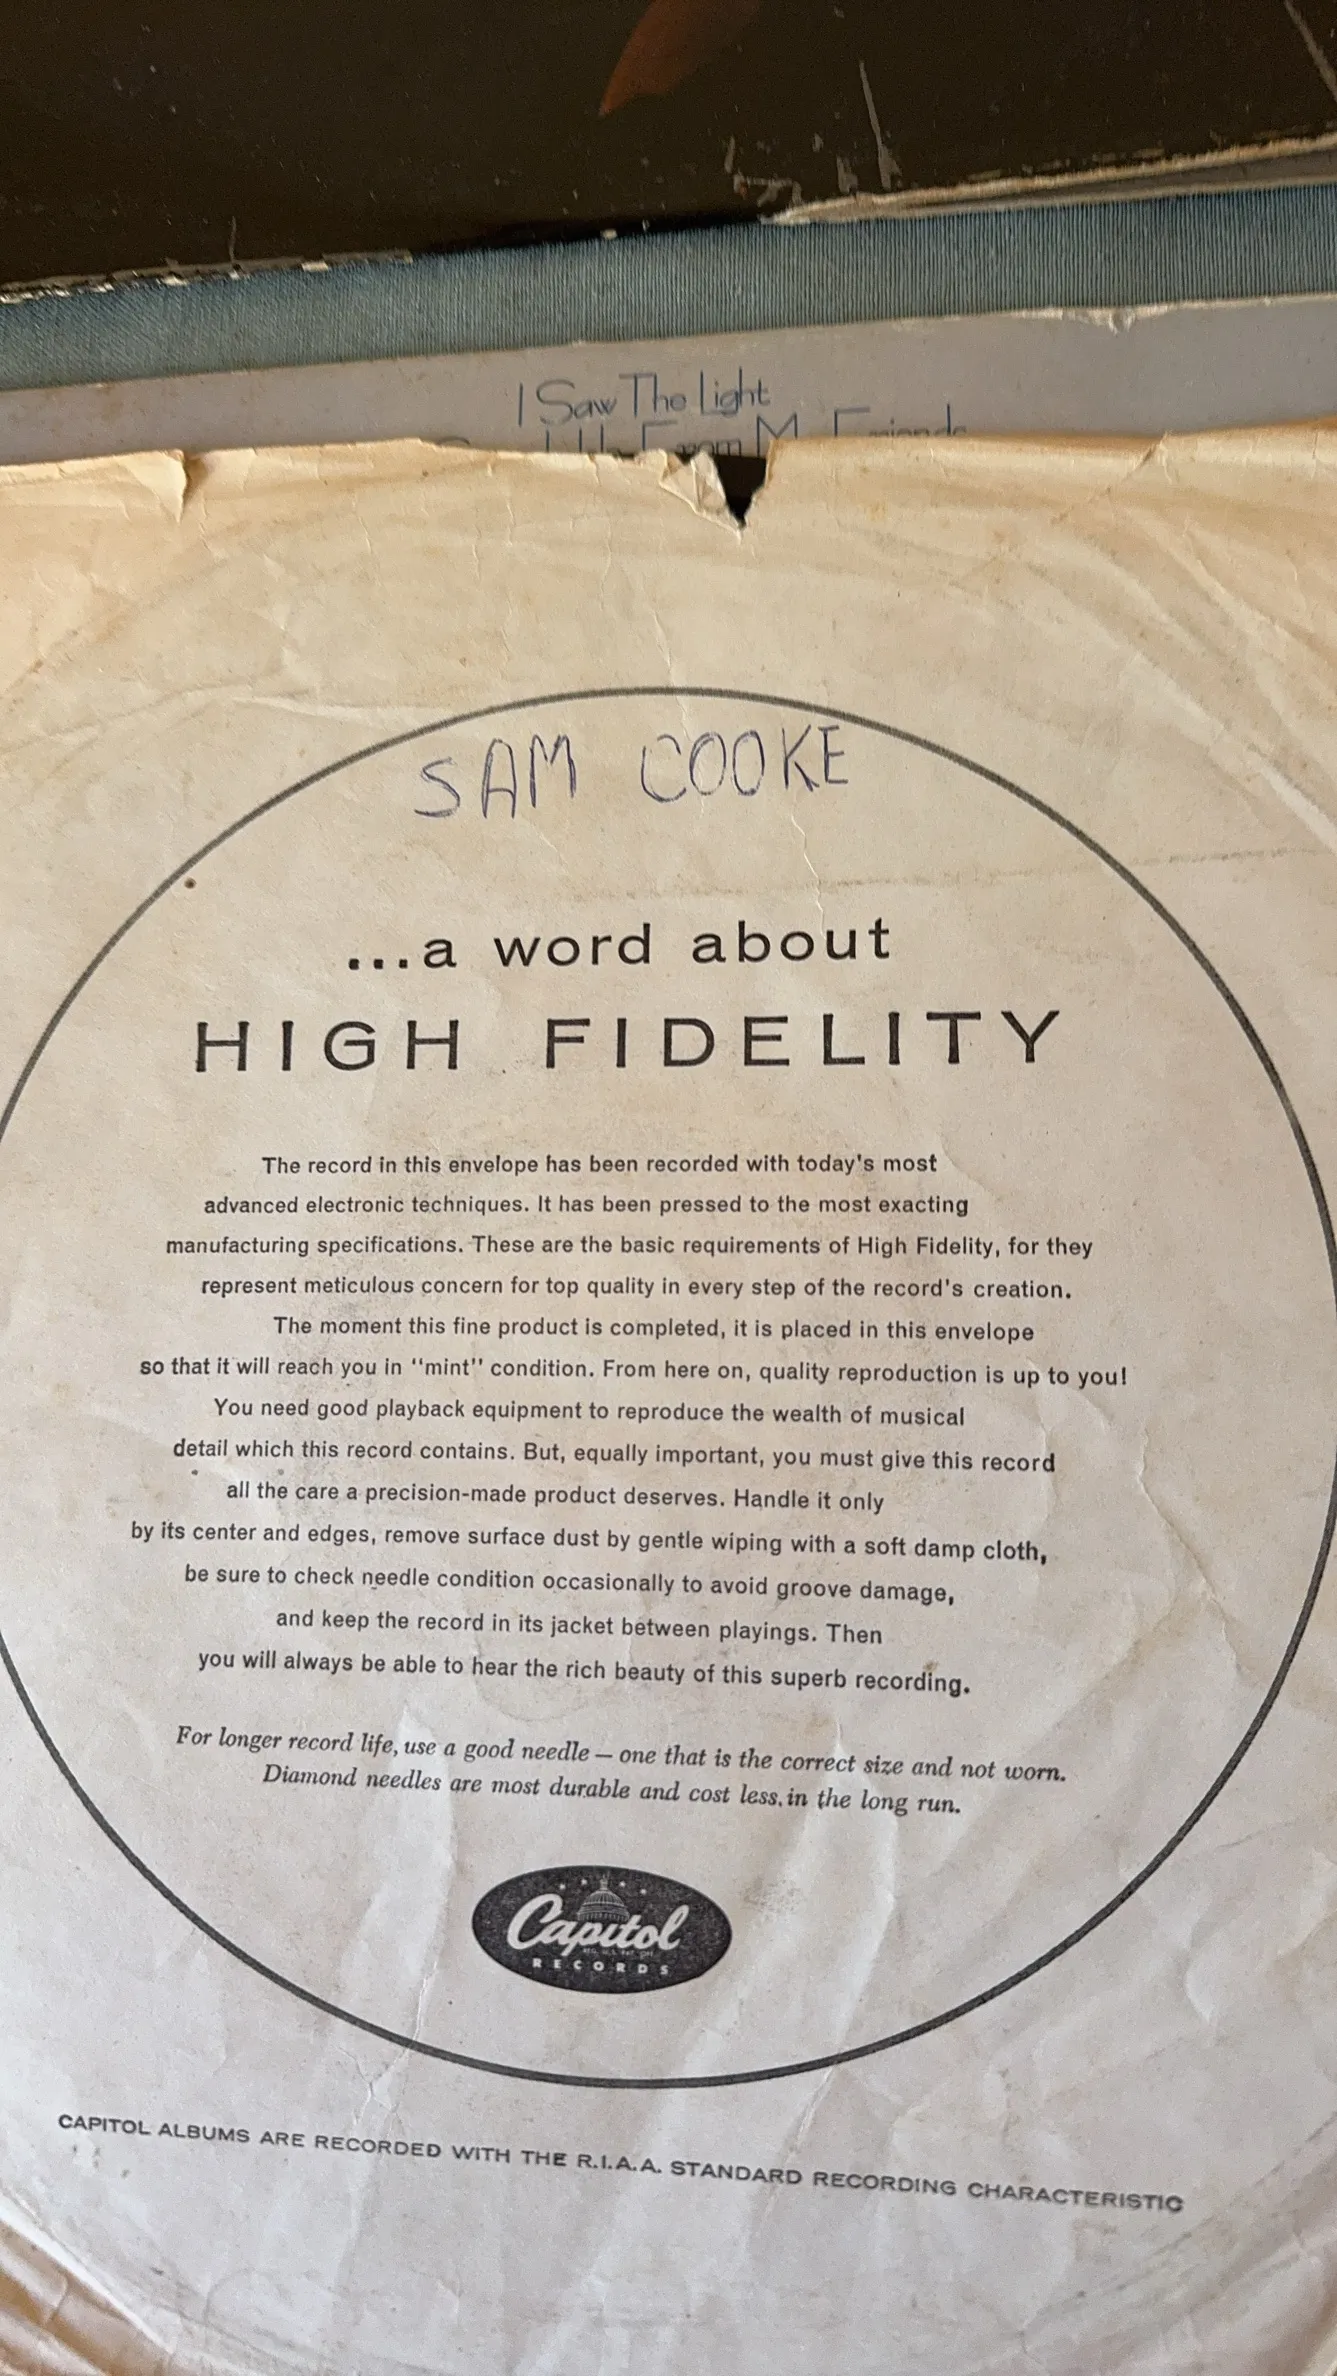 I Saw The Light
From My Friends
SAM COOKE
...a word about
HIGH FIDELITY
The record in this envelope has been recorded with today's most
advanced electronic techniques. It has been pressed to the most exacting
manufacturing specifications. These are the basic requirements of High Fidelity, for they
represent meticulous concern for top quality in every step of the record's creation.
The moment this fine product is completed, it is placed in this envelope
so that it will reach you in "mint" condition. From here on, quality reproduction is up to you!
You need good playback equipment to reproduce the wealth of musical
detail which this record contains. But, equally important, you must give this record
all the care a precision-made product deserves. Handle it only
by its center and edges, remove surface dust by gentle wiping with a soft damp cloth,
be sure to check needle condition occasionally to avoid groove damage,
and keep the record in its jacket between playings. Then
you will always be able to hear the rich beauty of this superb recording.
For longer record life, use a good needle — one that is the correct size and not worn.
Diamond needles are most durable and cost less in the long run.
Capitol
REG. U.S. PAT. OFF.
RECORDS
CAPITOL ALBUMS ARE RECORDED WITH THE R.I.A.A. STANDARD RECORDING CHARACTERISTIC